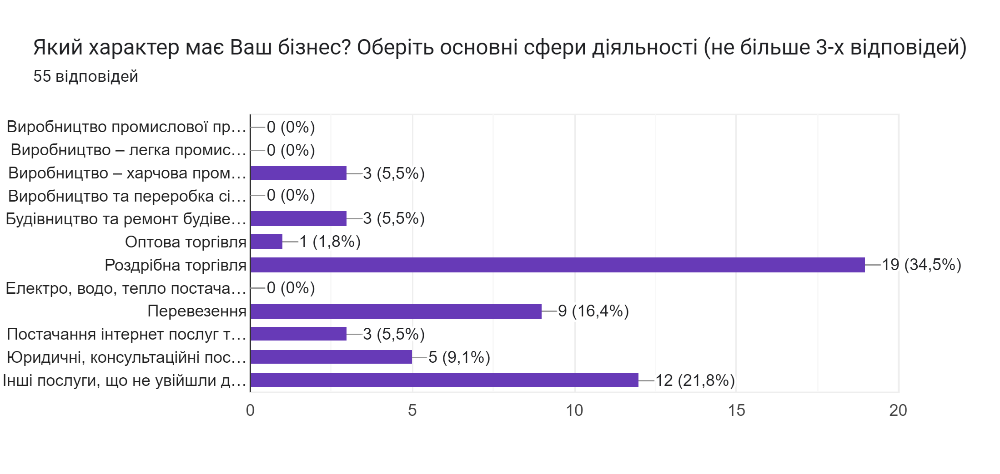 Який характер має Ваш бізнес? Оберіть основні сфери діяльності (не більше 3-х відповідей)
55 відповідей
Виробництво промислової пр… 0 (0%)
Виробництво – легка промис… 0 (0%)
Виробництво – харчова пром… 3 (5,5%)
Виробництво та переробка сі… 0 (0%)
Будівництво та ремонт будіве… 3 (5,5%)
Оптова торгівля 1 (1,8%)
Роздрібна торгівля 19 (34,5%)
Електро, водо, тепло постача… 0 (0%)
Перевезення 9 (16,4%)
Постачання інтернет послуг т… 3 (5,5%)
Юридичні, консультаційні пос… 5 (9,1%)
Інші послуги, що не увійшли д… 12 (21,8%)
0 5 10 15 20